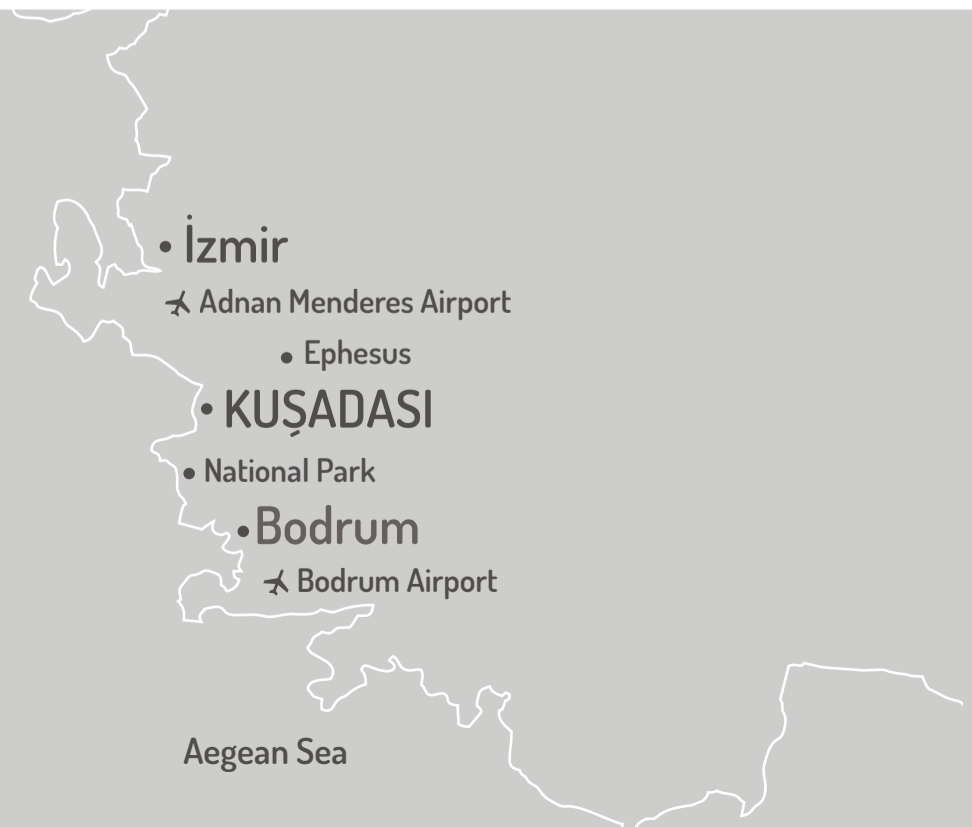 İzmir
Adnan Menderes Airport
Ephesus
KUŞADASI
National Park
Bodrum
Bodrum Airport
Aegean Sea